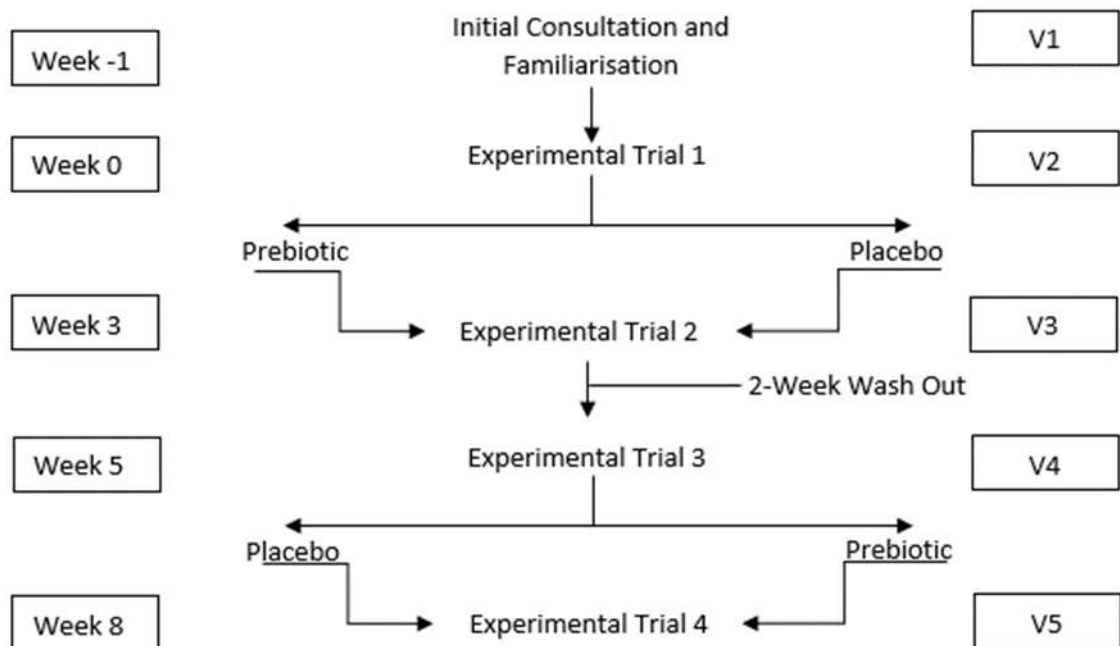 Week -1
Initial Consultation and
Familiarisation
V1
Week 0
Experimental Trial 1
V2
Prebiotic
Placebo
Week 3
Experimental Trial 2
V3
2-Week Wash Out
Week 5
Experimental Trial 3
V4
Placebo
Prebiotic
Week 8
Experimental Trial 4
V5